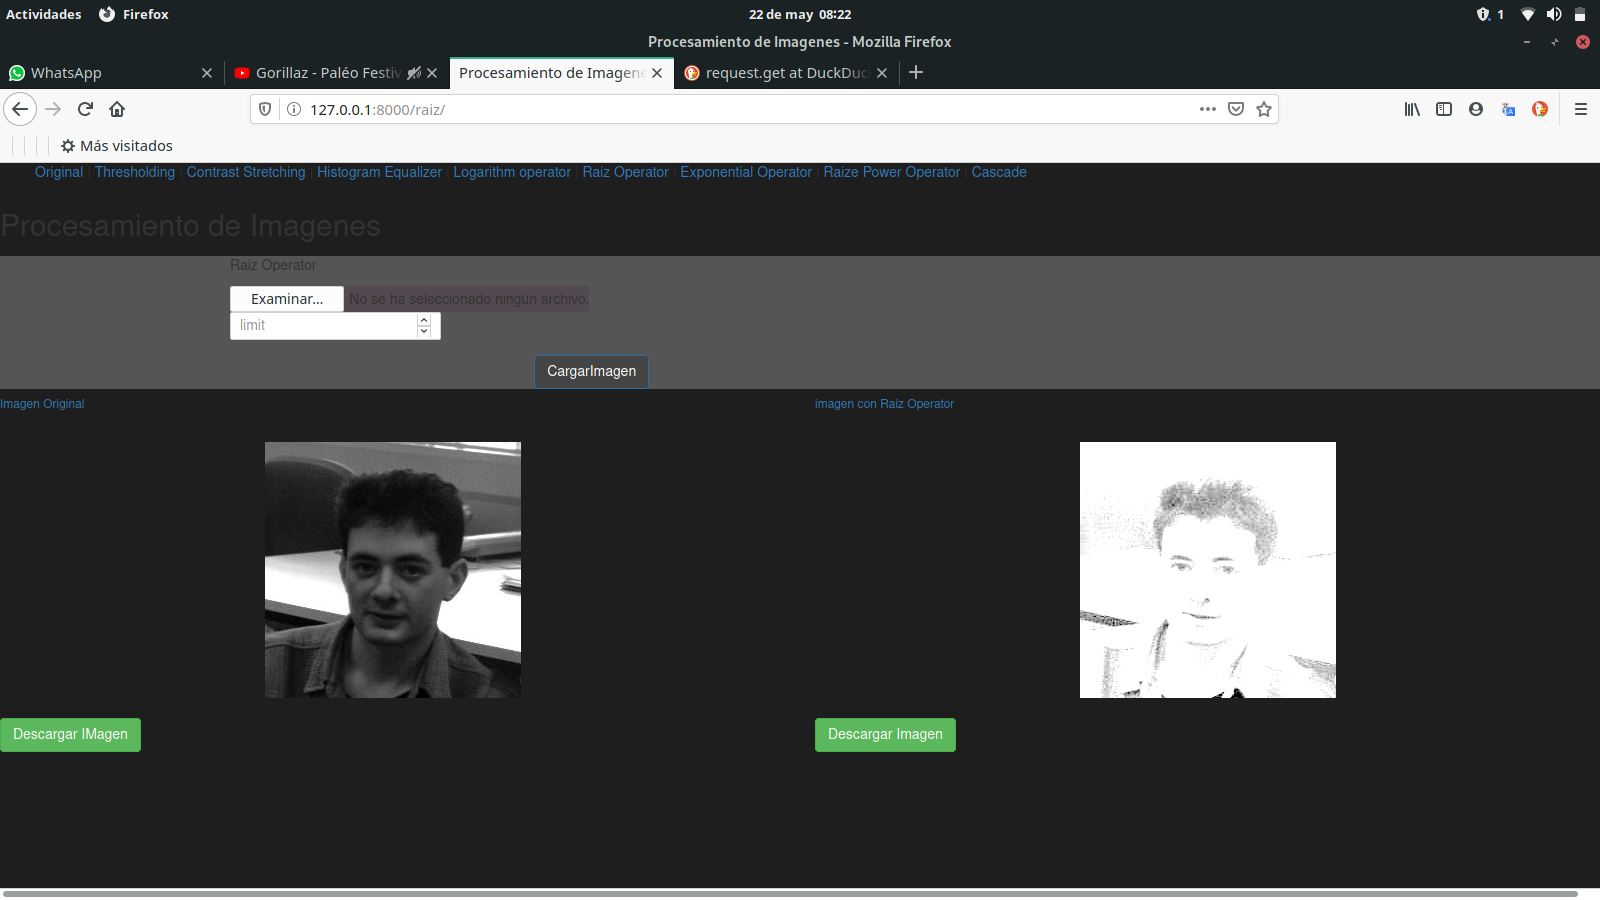 Actividades Firefox 22 de may 08:22 1
Procesamiento de Imagenes - Mozilla Firefox
WhatsApp Gorillaz - Paléo Festiv Procesamiento de Imagene request.get at DuckDuc
127.0.0.1:8000/raiz/
Más visitados
Original | Thresholding | Contrast Stretching | Histogram Equalizer | Logarithm operator | Raiz Operator | Exponential Operator | Raize Power Operator | Cascade
Procesamiento de Imagenes
Raiz Operator
Examinar... No se ha seleccionado ningún archivo.
limit
CargarImagen
Imagen Original imagen con Raiz Operator
Descargar IMagen Descargar Imagen